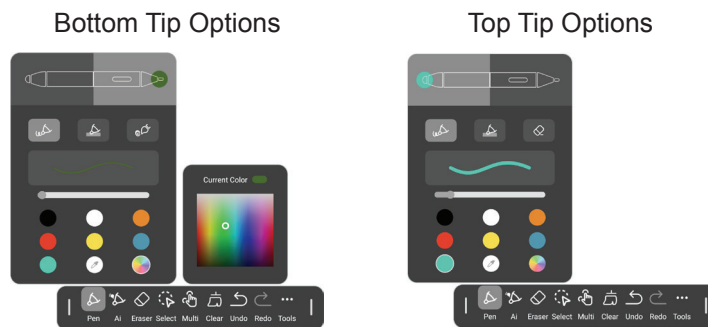 Bottom Tip Options
Top Tip Options
Current Color
Pen Ai Eraser Select Multi Clear Undo Redo Tools
Pen Ai Eraser Select Multi Clear Undo Redo Tools